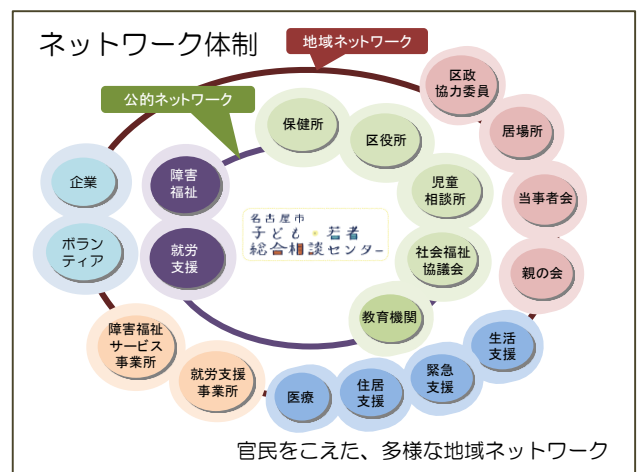 ネットワーク体制
地域ネットワーク
公的ネットワーク
区政
協力委員
保健所
区役所
居場所
企業
障害
福祉
児童
相談所
当事者会
名古屋市
子ども・若者
総合相談センター
ボラン
ティア
就労
支援
社会福祉
協議会
親の会
教育機関
障害福祉
サービス
事業所
就労支援
事業所
医療
住居
支援
緊急
支援
生活
支援
官民をこえた、多様な地域ネットワーク